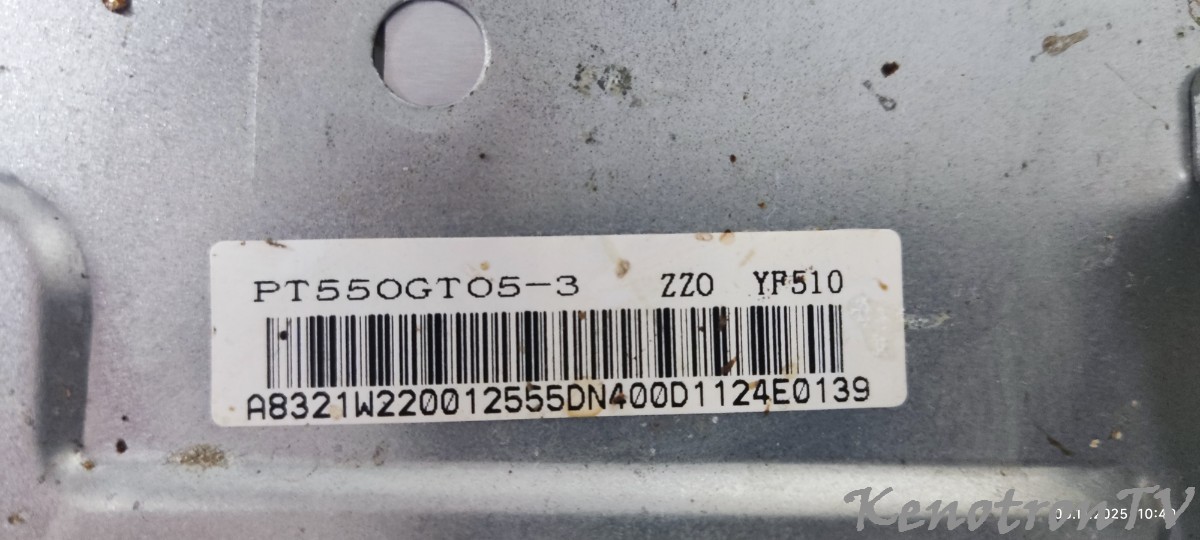 PT550GT05-3 ZZ0 YF510
A8321W220012555DN400D1124E0139
KenotronTV